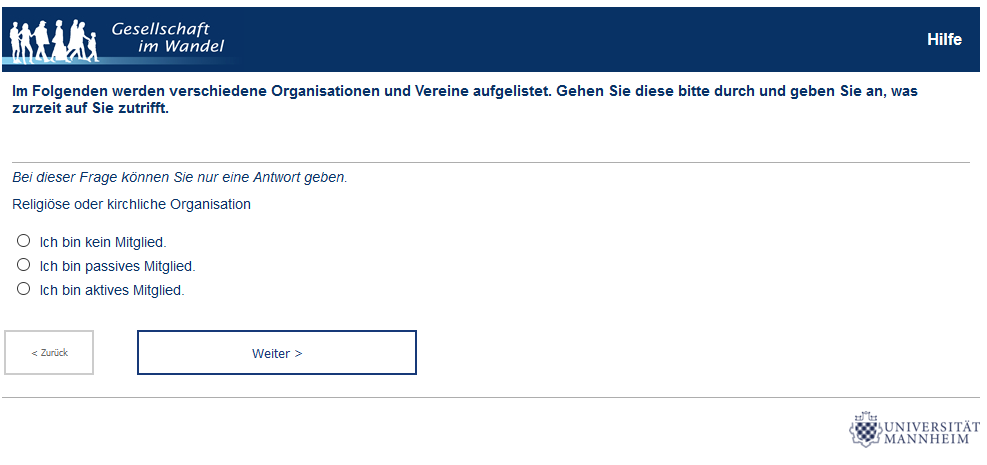 Gesellschaft
im Wandel
Hilfe
Im Folgenden werden verschiedene Organisationen und Vereine aufgelistet. Gehen Sie diese bitte durch und geben Sie an, was
zurzeit auf Sie zutrifft.
Bei dieser Frage können Sie nur eine Antwort geben.
Religiöse oder kirchliche Organisation
Ich bin kein Mitglied.
Ich bin passives Mitglied.
Ich bin aktives Mitglied.
< Zurück
Weiter >
UNIVERSITÄT
MANNHEIM